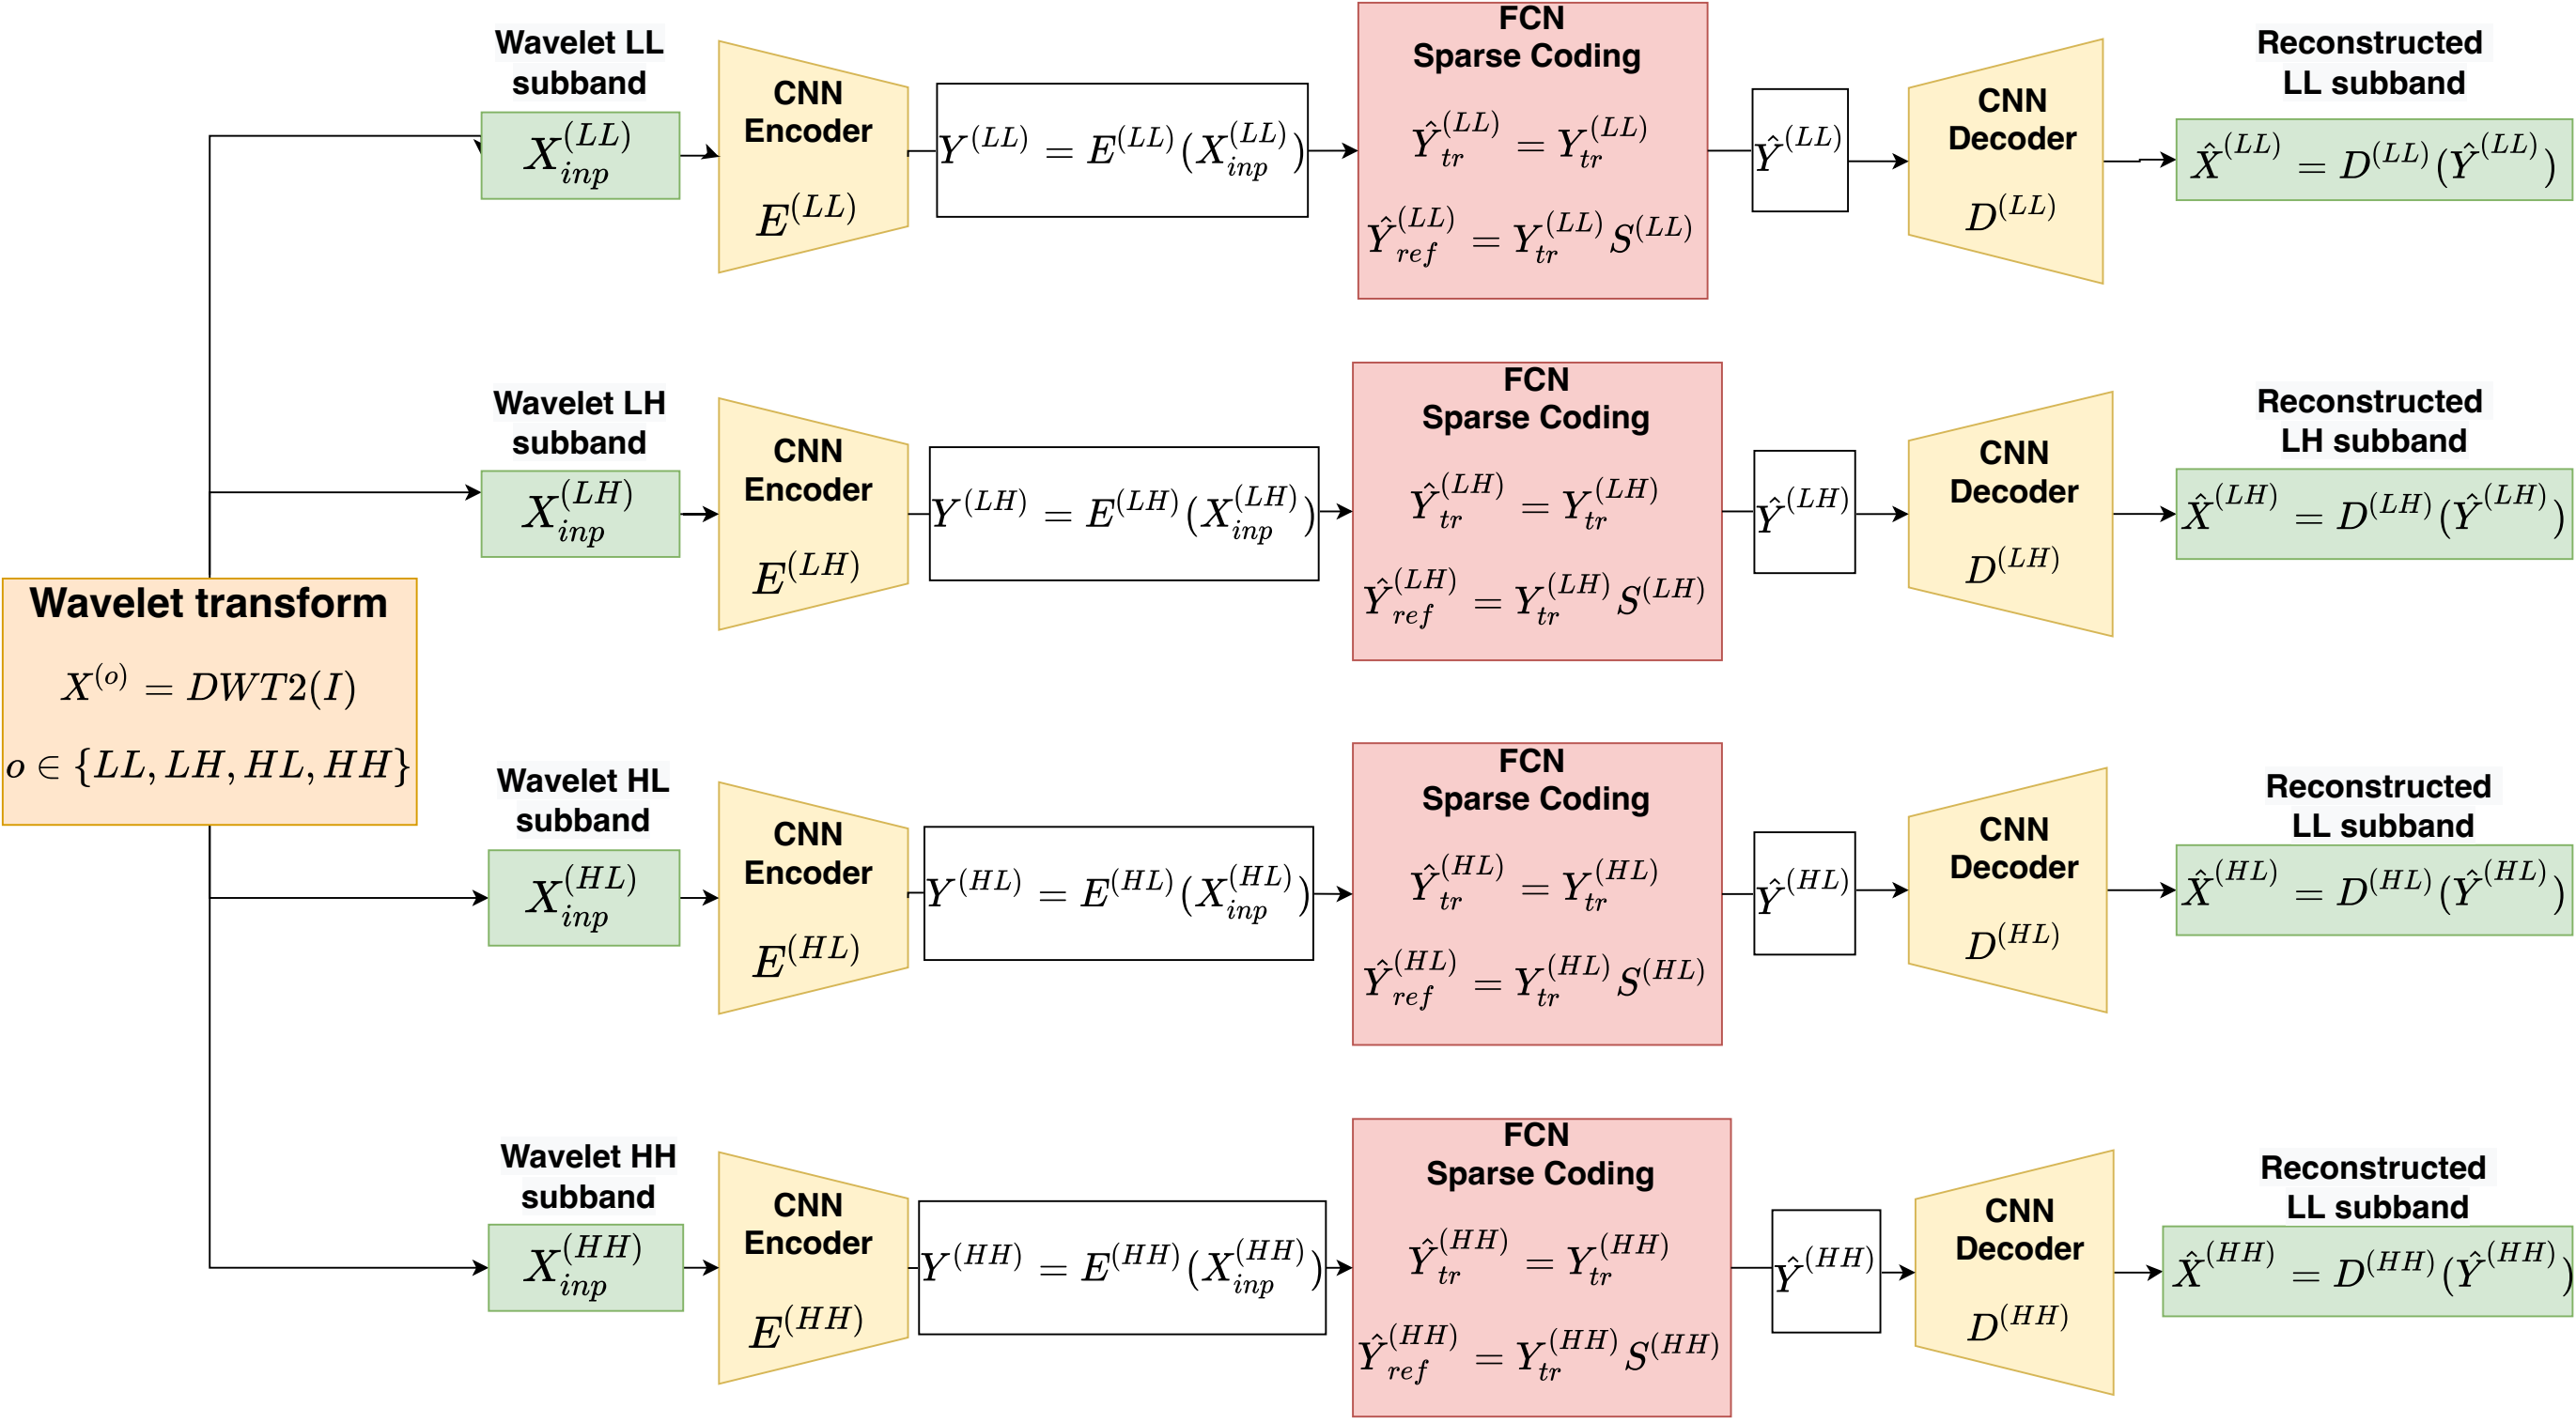 Wavelet transform
X^{(o)} = DWT2(I)
o ∈ {LL, LH, HL, HH}
Wavelet LL
subband
X_{inp}^{(LL)}
CNN
Encoder
E^{(LL)}
Y^{(LL)} = E^{(LL)}(X_{inp}^{(LL)})
FCN
Sparse Coding
Ŷ_{tr}^{(LL)} = Y_{tr}^{(LL)}
Ŷ_{ref}^{(LL)} = Y_{tr}^{(LL)} S^{(LL)}
Ŷ^{(LL)}
CNN
Decoder
D^{(LL)}
Reconstructed
LL subband
X̂^{(LL)} = D^{(LL)}(Ŷ^{(LL)})
Wavelet LH
subband
X_{inp}^{(LH)}
CNN
Encoder
E^{(LH)}
Y^{(LH)} = E^{(LH)}(X_{inp}^{(LH)})
FCN
Sparse Coding
Ŷ_{tr}^{(LH)} = Y_{tr}^{(LH)}
Ŷ_{ref}^{(LH)} = Y_{tr}^{(LH)} S^{(LH)}
Ŷ^{(LH)}
CNN
Decoder
D^{(LH)}
Reconstructed
LH subband
X̂^{(LH)} = D^{(LH)}(Ŷ^{(LH)})
Wavelet HL
subband
X_{inp}^{(HL)}
CNN
Encoder
E^{(HL)}
Y^{(HL)} = E^{(HL)}(X_{inp}^{(HL)})
FCN
Sparse Coding
Ŷ_{tr}^{(HL)} = Y_{tr}^{(HL)}
Ŷ_{ref}^{(HL)} = Y_{tr}^{(HL)} S^{(HL)}
Ŷ^{(HL)}
CNN
Decoder
D^{(HL)}
Reconstructed
LL subband
X̂^{(HL)} = D^{(HL)}(Ŷ^{(HL)})
Wavelet HH
subband
X_{inp}^{(HH)}
CNN
Encoder
E^{(HH)}
Y^{(HH)} = E^{(HH)}(X_{inp}^{(HH)})
FCN
Sparse Coding
Ŷ_{tr}^{(HH)} = Y_{tr}^{(HH)}
Ŷ_{ref}^{(HH)} = Y_{tr}^{(HH)} S^{(HH)}
Ŷ^{(HH)}
CNN
Decoder
D^{(HH)}
Reconstructed
LL subband
X̂^{(HH)} = D^{(HH)}(Ŷ^{(HH)})